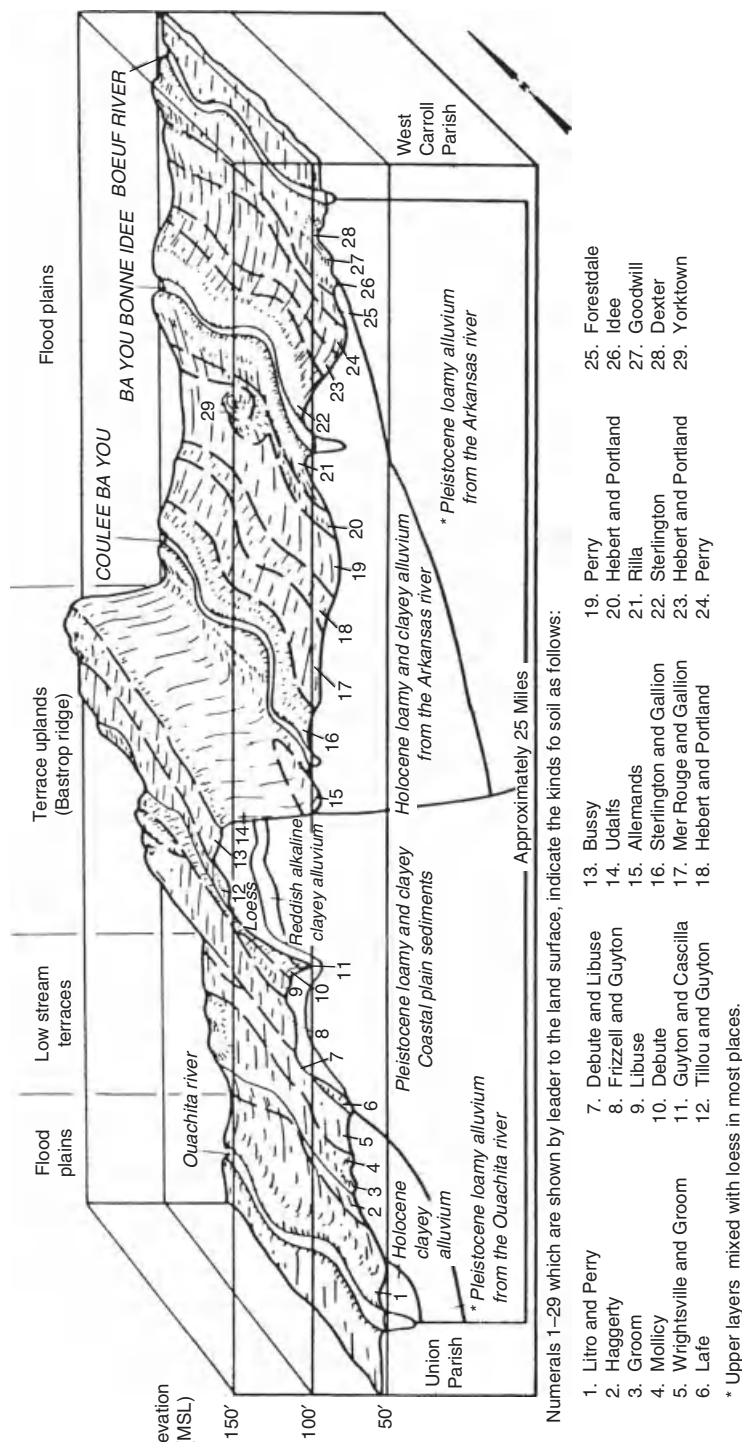 Flood
plains
Low stream
terraces
Terrace uplands
(Bastrop ridge)
Flood plains
Ouachita river
COULEE BA YOU
BA YOU BONNE IDEE
BOEUF RIVER
evation
MSL)
150'
100'
50'
Union
Parish
West
Carroll
Parish
N
1
2
3
4
5
6
7
8
9
10
11
12
13
14
15
16
17
18
19
20
21
22
23
24
25
26
27
28
29
Loess
Reddish alkaline
clayey alluvium
Holocene
clayey
alluvium
* Pleistocene loamy alluvium
from the Ouachita river
Pleistocene loamy and clayey
Coastal plain sediments
Holocene loamy and clayey alluvium
from the Arkansas river
* Pleistocene loamy alluvium
from the Arkansas river
Approximately 25 Miles
Numerals 1–29 which are shown by leader to the land surface, indicate the kinds fo soil as follows:
1. Litro and Perry
2. Haggerty
3. Groom
4. Mollicy
5. Wrightsville and Groom
6. Lafe
7. Debute and Libuse
8. Frizzell and Guyton
9. Libuse
10. Debute
11. Guyton and Cascilla
12. Tillou and Guyton
13. Bussy
14. Udalfs
15. Allemands
16. Sterlington and Gallion
17. Mer Rouge and Gallion
18. Hebert and Portland
19. Perry
20. Hebert and Portland
21. Rilla
22. Sterlington
23. Hebert and Portland
24. Perry
25. Forestdale
26. Idee
27. Goodwill
28. Dexter
29. Yorktown
* Upper layers mixed with loess in most places.